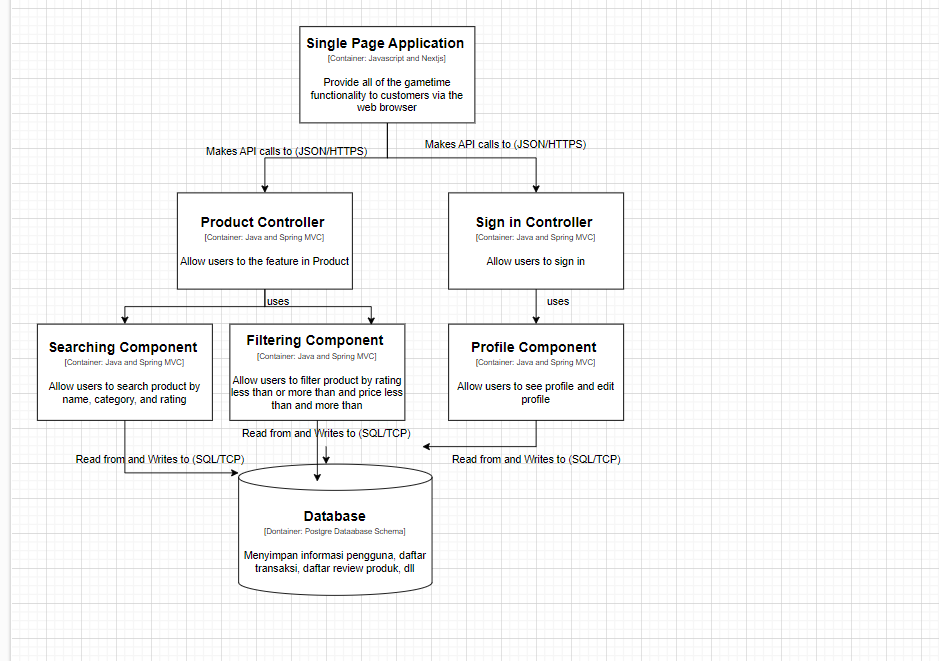 Single Page Application
[Container: Javascript and Nextjs]
Provide all of the gametime
functionality to customers via the
web browser
Makes API calls to (JSON/HTTPS)
Makes API calls to (JSON/HTTPS)
Product Controller
[Container: Java and Spring MVC]
Allow users to the feature in Product
Sign in Controller
[Container: Java and Spring MVC]
Allow users to sign in
uses
uses
Searching Component
[Container: Java and Spring MVC]
Allow users to search product by
name, category, and rating
Filtering Component
[Container: Java and Spring MVC]
Allow users to filter product by rating
less than or more than and price less
than and more than
Profile Component
[Container: Java and Spring MVC]
Allow users to see profile and edit
profile
Read from and Writes to (SQL/TCP)
Read from and Writes to (SQL/TCP)
Read from and Writes to (SQL/TCP)
Database
[Dontainer: Postgre Dataabase Schema]
Menyimpan informasi pengguna, daftar
transaksi, daftar review produk, dll